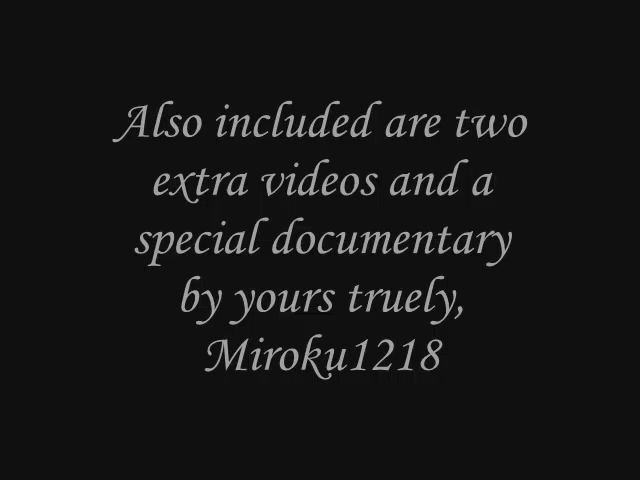 Also included are two
extra videos and a
special documentary
by yours truely,
Miroku1218